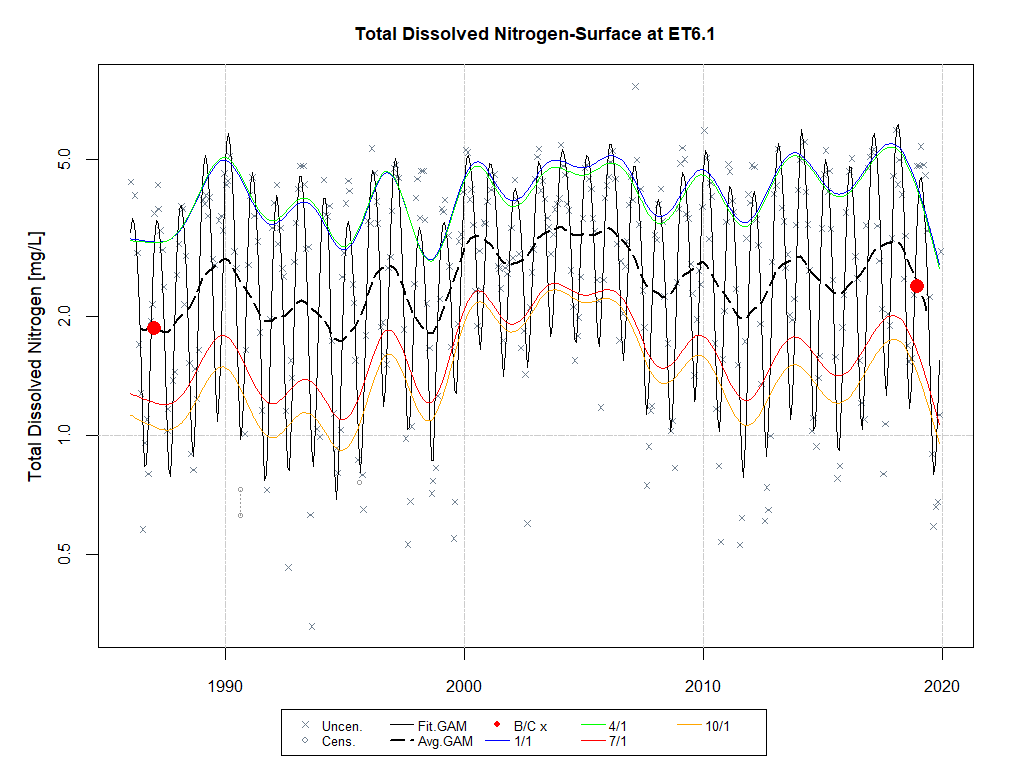 Total Dissolved Nitrogen-Surface at ET6.1
Total Dissolved Nitrogen [mg/L]
5.0
2.0
1.0
0.5
1990 2000 2010 2020
Uncen. Fit.GAM B/C x 4/1 10/1
Cens. Avg.GAM 1/1 7/1